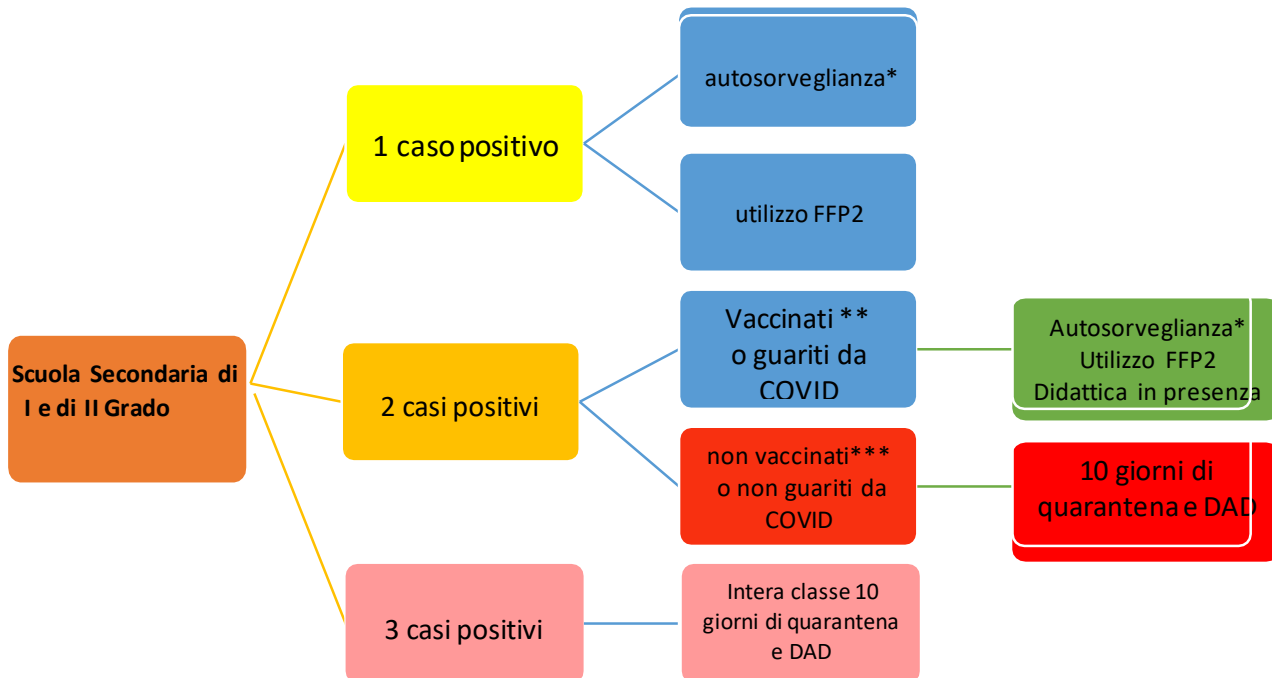 Scuola Secondaria di
I e di II Grado
1 caso positivo
autosorveglianza*
utilizzo FFP2
2 casi positivi
Vaccinati **
o guariti da
COVID
Autosorveglianza*
Utilizzo FFP2
Didattica in presenza
non vaccinati***
o non guariti da
COVID
10 giorni di
quarantena e DAD
3 casi positivi
Intera classe 10
giorni di quarantena
e DAD